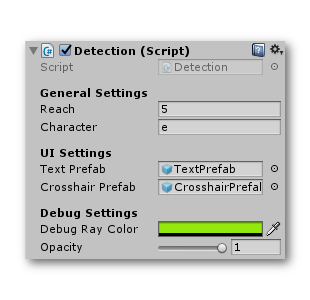 Detection (Script)
Script Detection
General Settings
Reach 5
Character e
UI Settings
Text Prefab TextPrefab
Crosshair Prefab CrosshairPrefal
Debug Settings
Debug Ray Color
Opacity 1